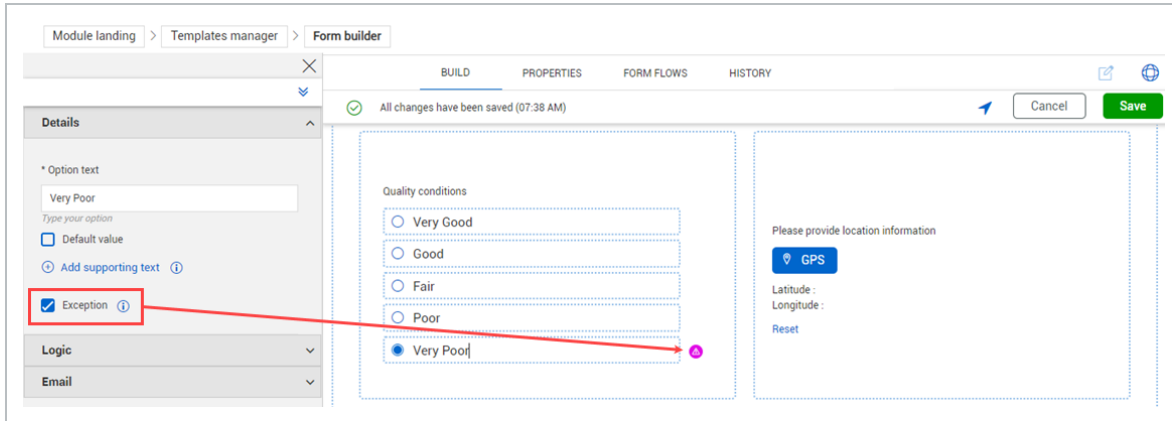 Module landing > Templates manager > Form builder
BUILD PROPERTIES FORM FLOWS HISTORY
All changes have been saved (07:38 AM)
Cancel
Save
Details
* Option text
Very Poor
Type your option
Default value
Add supporting text
Exception
Logic
Email
Quality conditions
Very Good
Good
Fair
Poor
Very Poor
Please provide location information
GPS
Latitude :
Longitude :
Reset